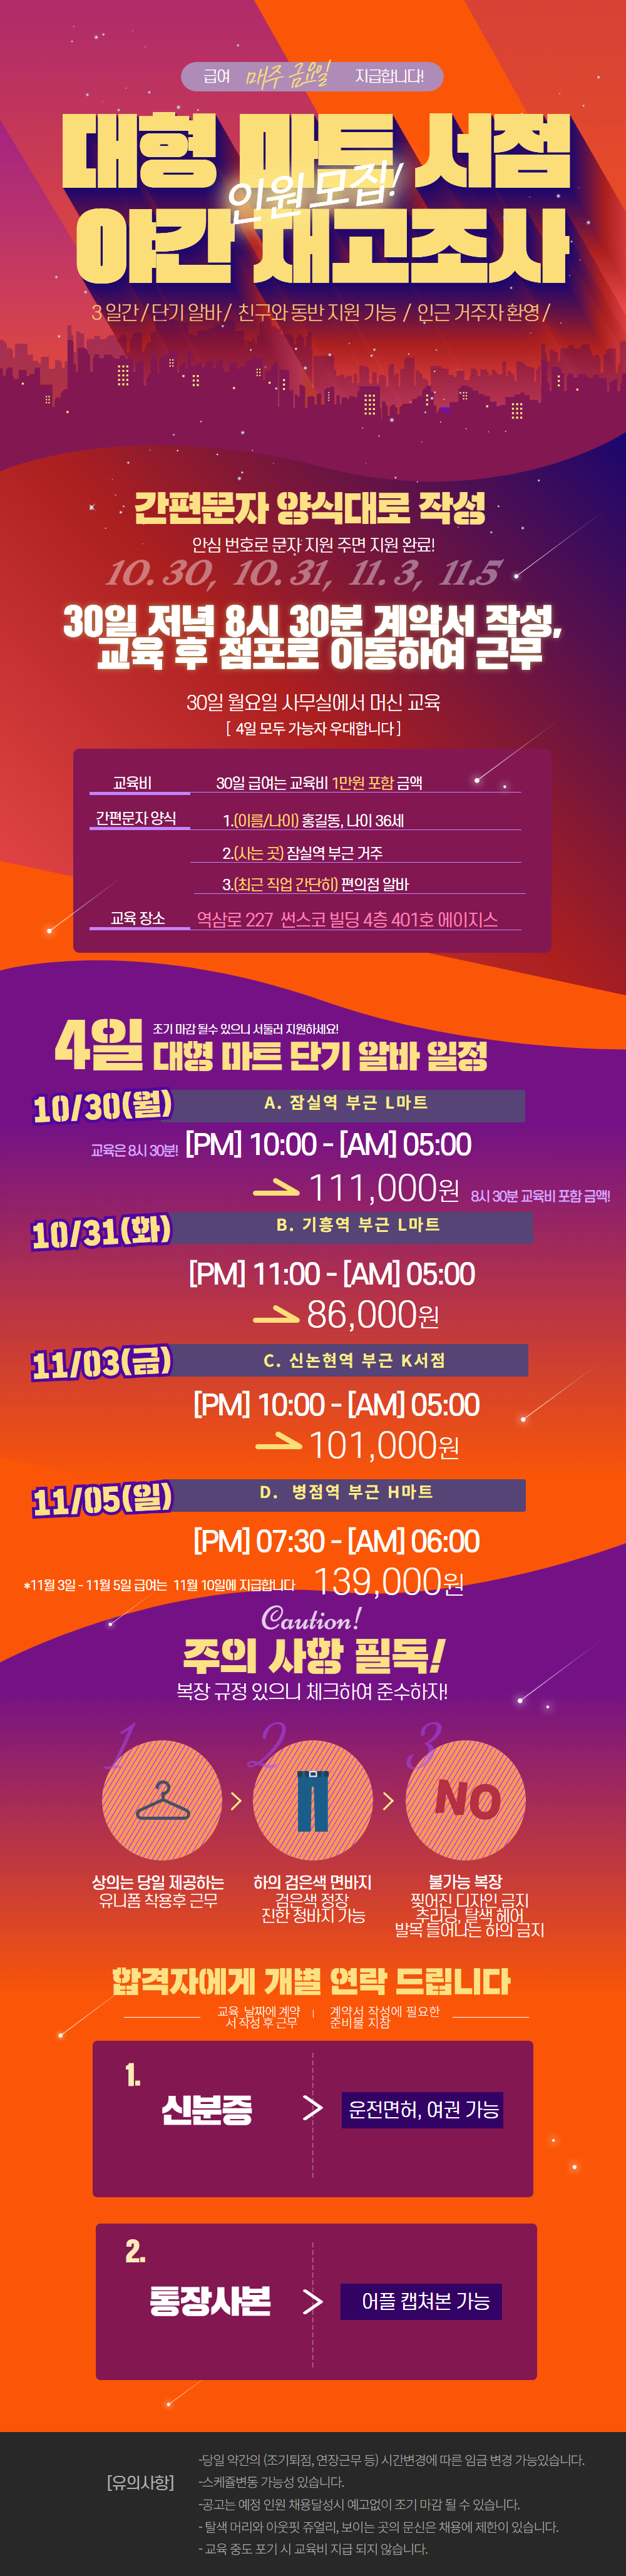 급여 매주 금요일 지급합니다!
대형 마트 서점
인원 모집!
야간 재고조사
3일간 / 단기 알바 / 친구와 동반 지원 가능 / 인근 거주자 환영 /
간편문자 양식대로 작성
안심 번호로 문자 지원 주면 지원 완료!
10. 30, 10. 31, 11. 3, 11.5
30일 저녁 8시 30분 계약서 작성,
교육 후 점포로 이동하여 근무
30일 월요일 사무실에서 머신 교육
[ 4일 모두 가능자 우대합니다 ]
교육비 30일 급여는 교육비 1만원 포함 금액
간편문자 양식 1.(이름/나이) 홍길동, 나이 36세
2.(사는 곳) 잠실역 부근 거주
3.(최근 직업 간단히) 편의점 알바
교육 장소 역삼로 227 썬스코 빌딩 4층 401호 에이지스
4일
조기 마감 될수 있으니 서둘러 지원하세요!
대형 마트 단기 알바 일정
10/30(월) A. 잠실역 부근 L마트
교육은 8시 30분! [PM] 10:00 - [AM] 05:00
111,000원 8시 30분 교육비 포함 금액!
10/31(화) B. 기흥역 부근 L마트
[PM] 11:00 - [AM] 05:00
86,000원
11/03(금) C. 신논현역 부근 K서점
[PM] 10:00 - [AM] 05:00
101,000원
11/05(일) D. 병점역 부근 H마트
[PM] 07:30 - [AM] 06:00
*11월 3일 - 11월 5일 급여는 11월 10일에 지급합니다 139,000원
Caution!
주의 사항 필독!
복장 규정 있으니 체크하여 준수하자!
1 2 3
NO
상의는 당일 제공하는
유니폼 착용후 근무
하의 검은색 면바지
검은색 정장
진한 청바지 가능
불가능 복장
찢어진 디자인 금지
추리닝, 탈색 헤어
발목 들어나는 하의 금지
합격자에게 개별 연락 드립니다
교육 날짜에 계약
서 작성 후 근무
계약서 작성에 필요한
준비물 지참
1.
신분증 운전면허, 여권 가능
2.
통장사본 어플 캡쳐본 가능
[유의사항]
-당일 약간의 (조기퇴점, 연장근무 등) 시간변경에 따른 임금 변경 가능있습니다.
-스케쥴변동 가능성 있습니다.
-공고는 예정 인원 채용달성시 예고없이 조기 마감 될 수 있습니다.
- 탈색 머리와 아웃핏 쥬얼리, 보이는 곳의 문신은 채용에 제한이 있습니다.
- 교육 중도 포기 시 교육비 지급 되지 않습니다.